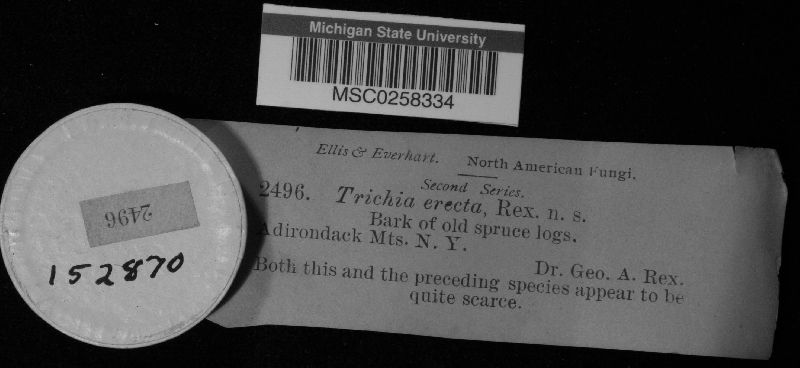 Michigan State University
MSC0258334
Ellis & Everhart. North American Fungi.
Second Series.
2496. Trichia erecta, Rex. n. s.
Bark of old spruce logs.
Adirondack Mts. N. Y.
Dr. Geo. A. Rex.
Both this and the preceding species appear to be
quite scarce.
2496
152870